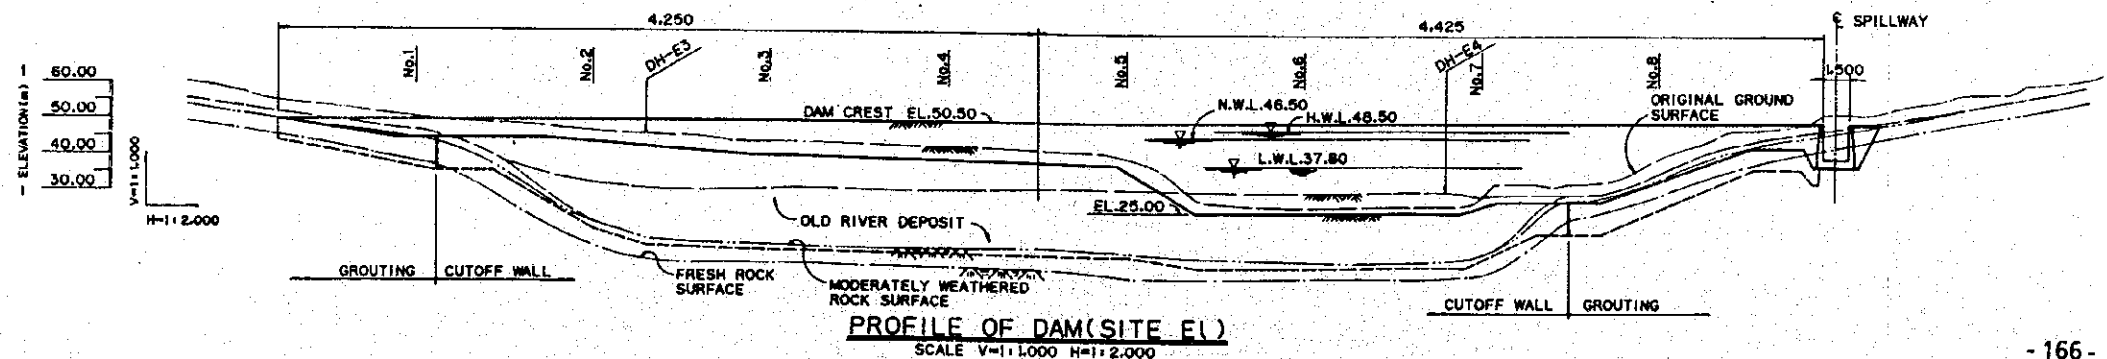 4.250
4.425
℄ SPILLWAY
No.1
No.2
DH-E3
No.3
No.4
No.5
No.6
DH-E4
No.7
No.8
1.500
- ELEVATION(m) -
60.00
50.00
40.00
30.00
V=1:1.000
H=1:2.000
DAM CREST EL.50.50
N.W.L.46.50
H.W.L.48.50
L.W.L.37.80
ORIGINAL GROUND
SURFACE
EL.25.00
OLD RIVER DEPOSIT
GROUTING
CUTOFF WALL
FRESH ROCK
SURFACE
MODERATELY WEATHERED
ROCK SURFACE
CUTOFF WALL
GROUTING
PROFILE OF DAM(SITE E1)
SCALE V=1:1.000 H=1:2.000
- 166 -